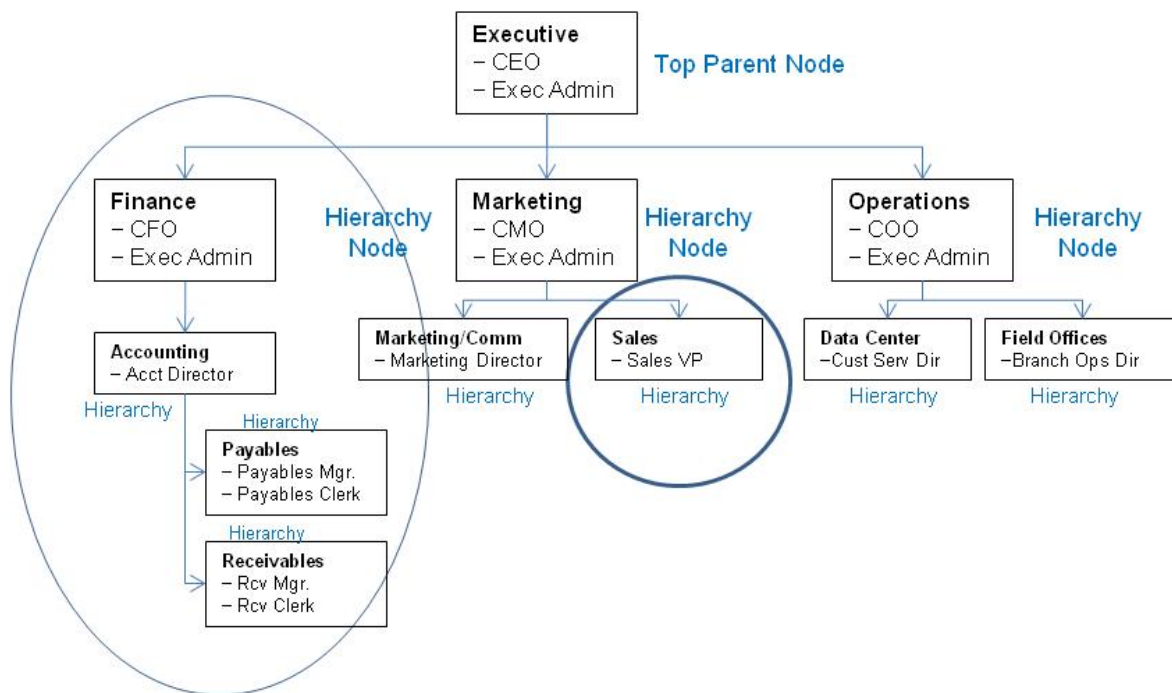 Executive
– CEO
– Exec Admin
Top Parent Node
Finance
– CFO
– Exec Admin
Hierarchy
Node
Marketing
– CMO
– Exec Admin
Hierarchy
Node
Operations
– COO
– Exec Admin
Hierarchy
Node
Accounting
– Acct Director
Hierarchy
Marketing/Comm
– Marketing Director
Hierarchy
Sales
– Sales VP
Hierarchy
Data Center
–Cust Serv Dir
Hierarchy
Field Offices
–Branch Ops Dir
Hierarchy
Hierarchy
Payables
– Payables Mgr.
– Payables Clerk
Hierarchy
Receivables
– Rcv Mgr.
– Rcv Clerk